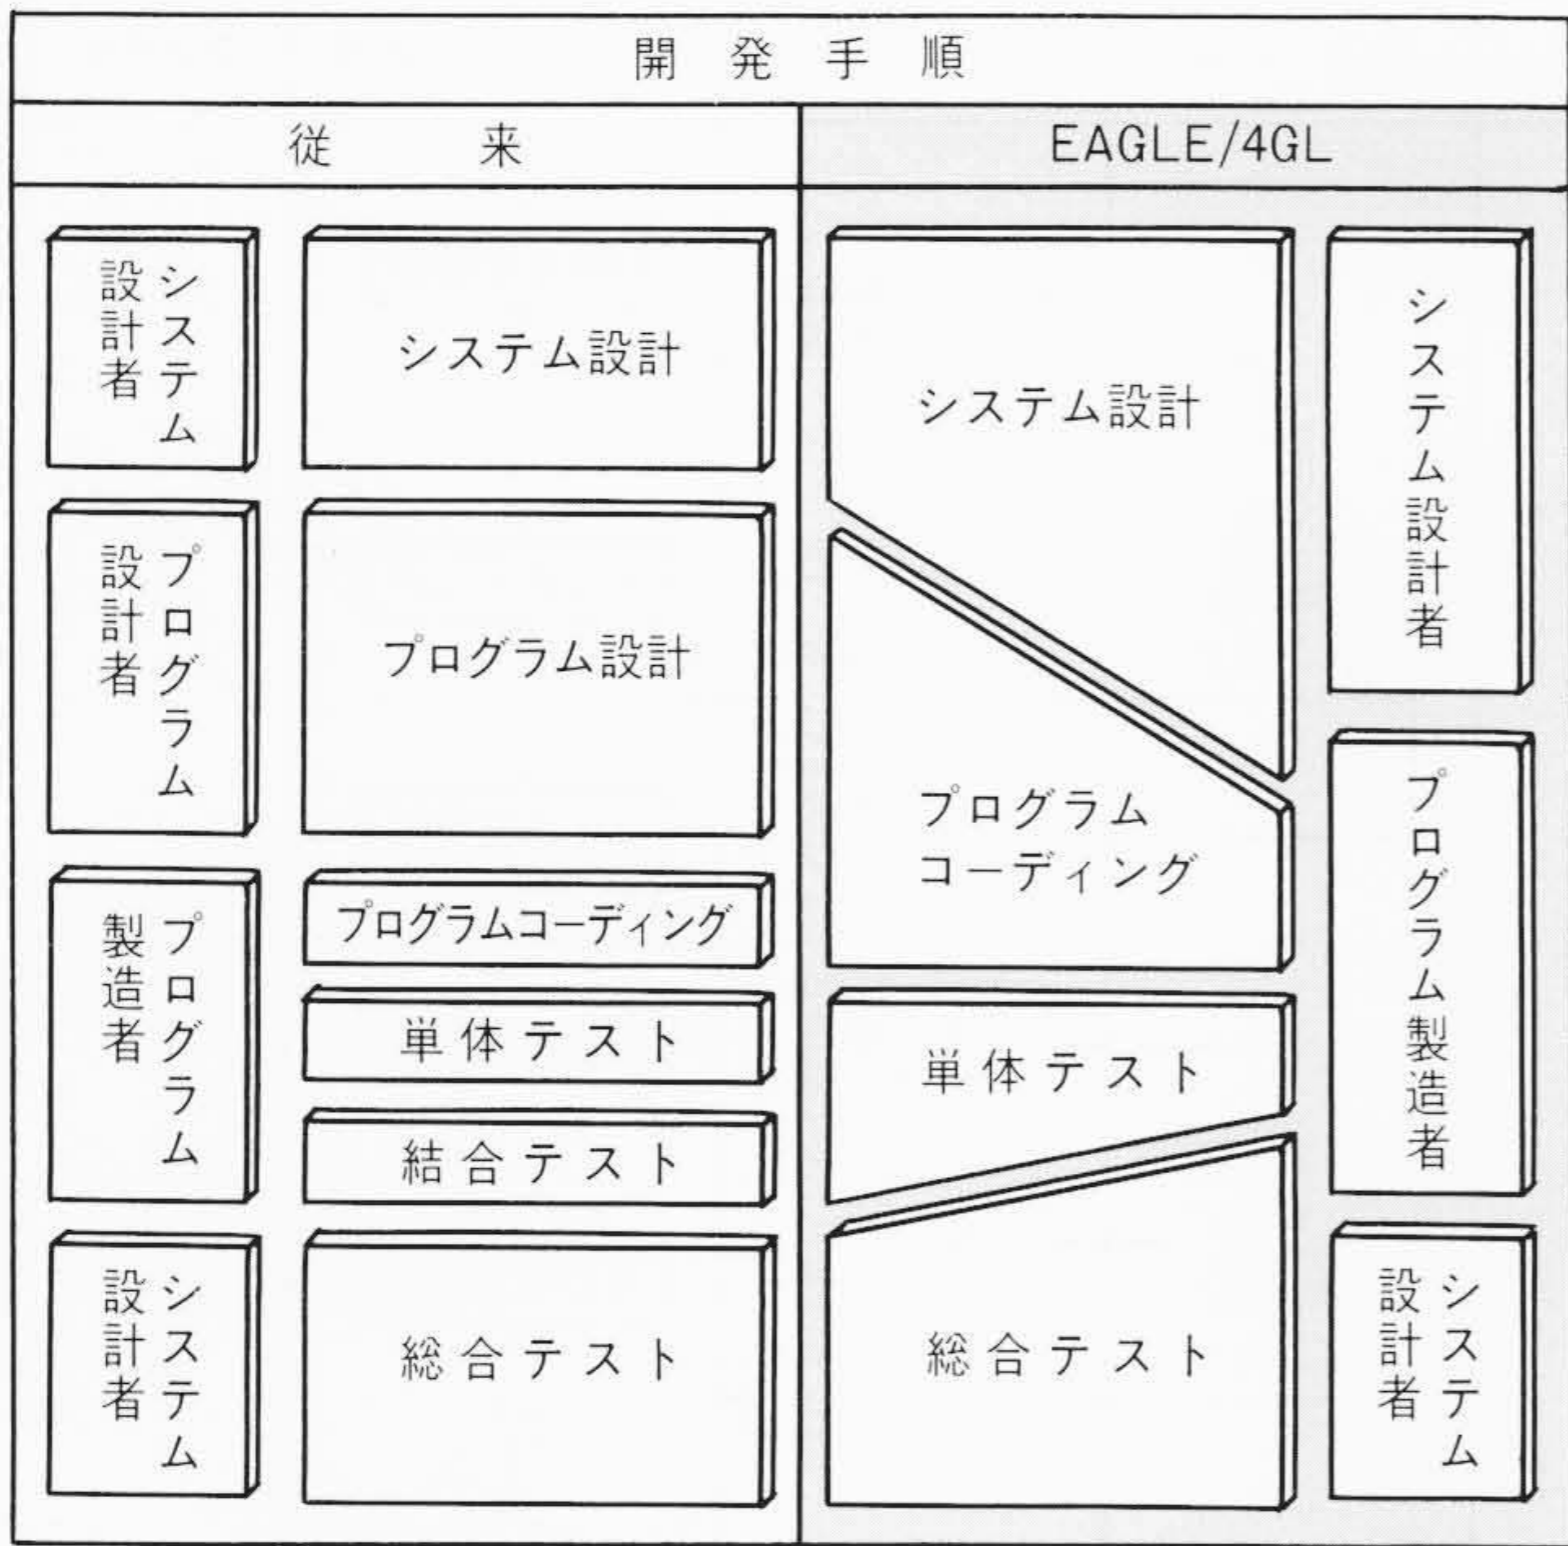 開発手順
従来
EAGLE/4GL
システム
設計者
システム設計
プログラム
設計者
プログラム設計
プログラム
製造者
プログラムコーディング
単体テスト
結合テスト
システム
設計者
総合テスト
システム設計
システム設計者
プログラム
コーディング
プログラム製造者
単体テスト
総合テスト
システム
設計者